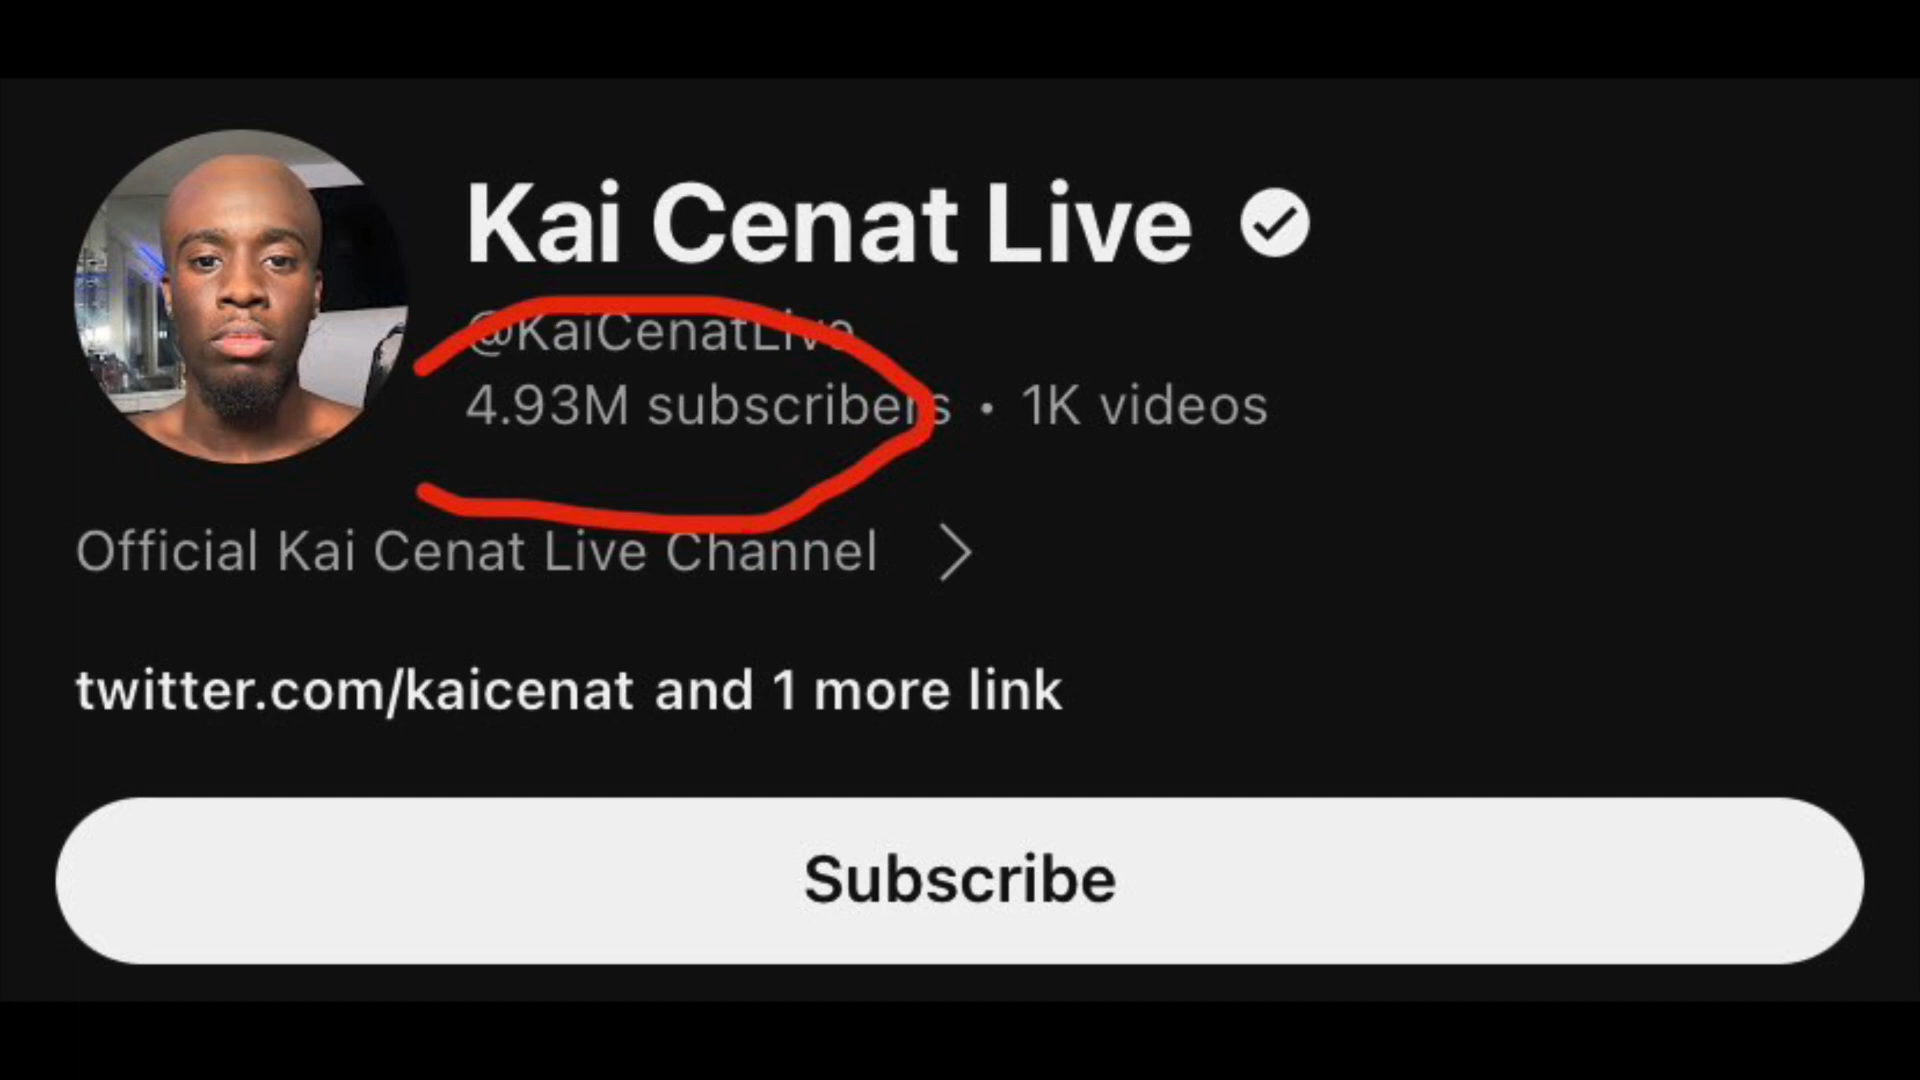 Kai Cenat Live
@KaiCenatLive
4.93M subscribers • 1K videos
Official Kai Cenat Live Channel
twitter.com/kaicenat and 1 more link
Subscribe